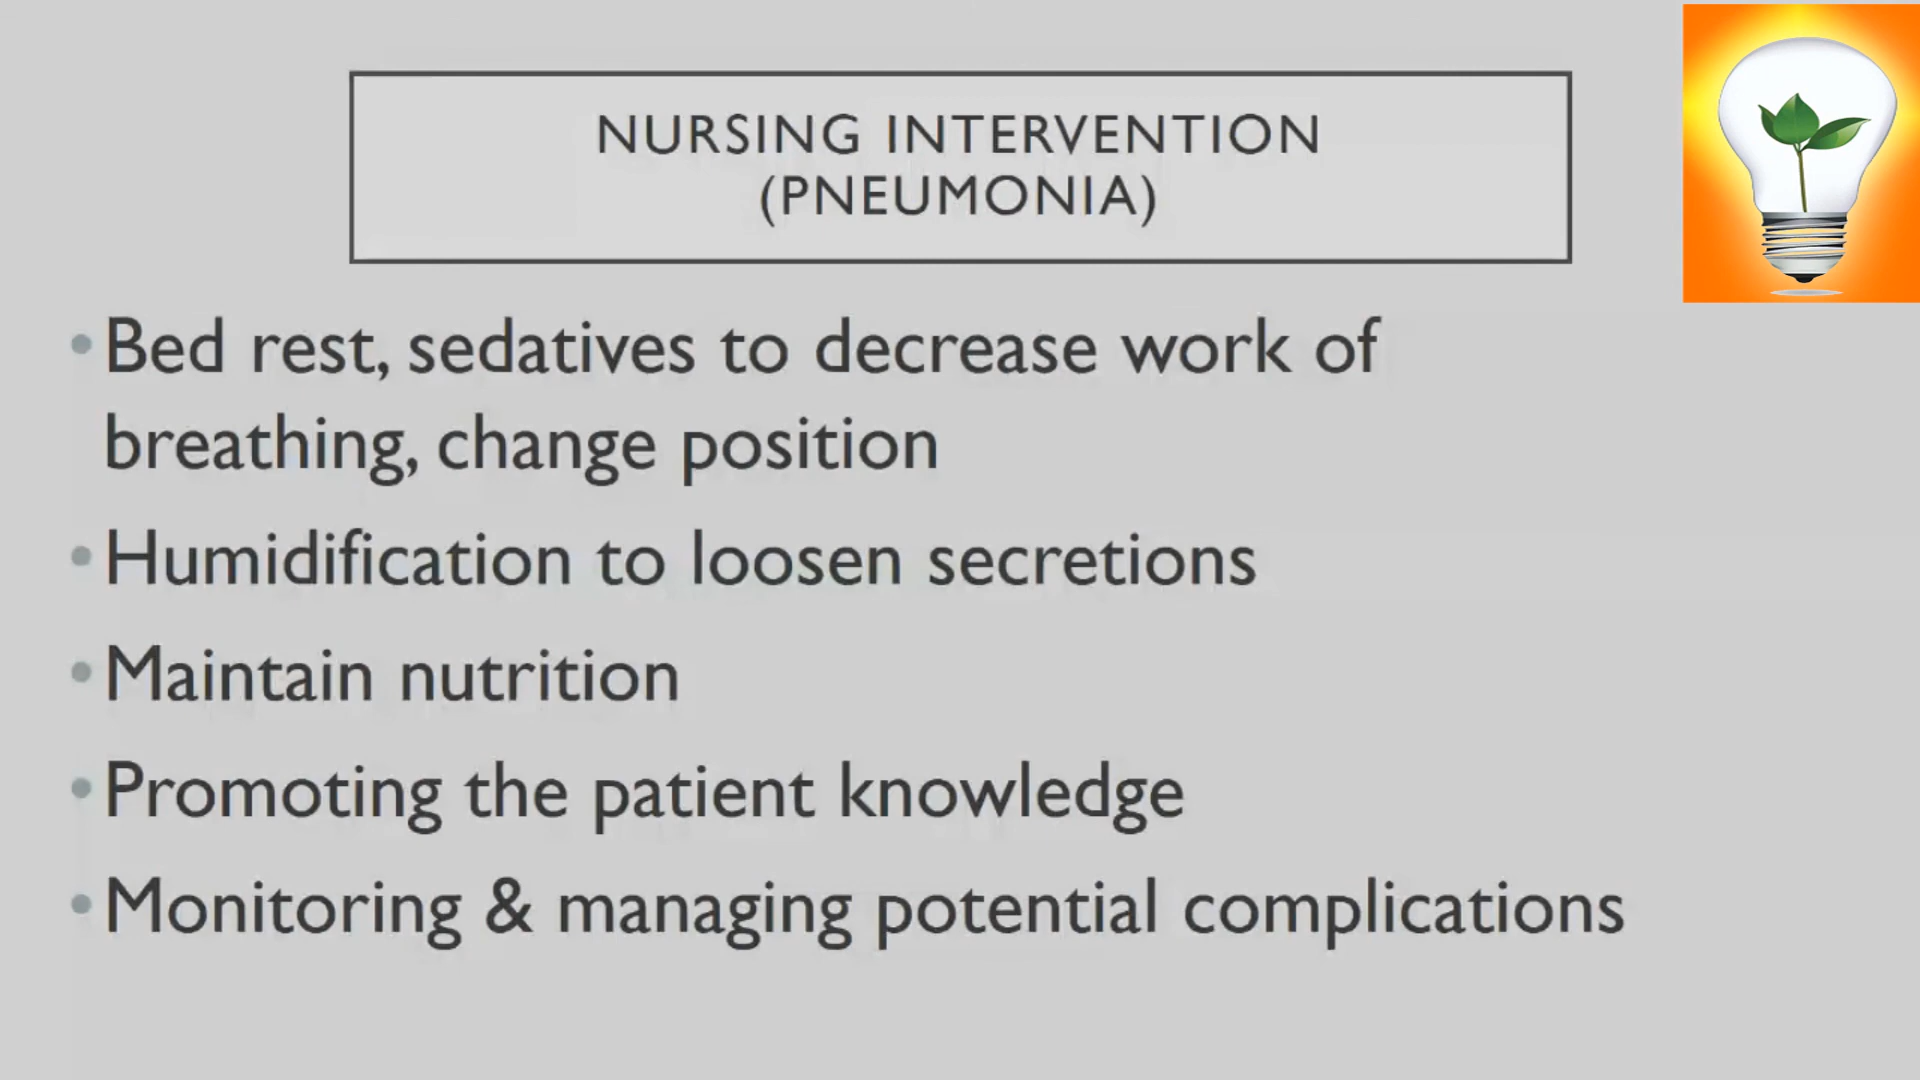 NURSING INTERVENTION
(PNEUMONIA)
• Bed rest, sedatives to decrease work of
breathing, change position
• Humidification to loosen secretions
• Maintain nutrition
• Promoting the patient knowledge
• Monitoring & managing potential complications